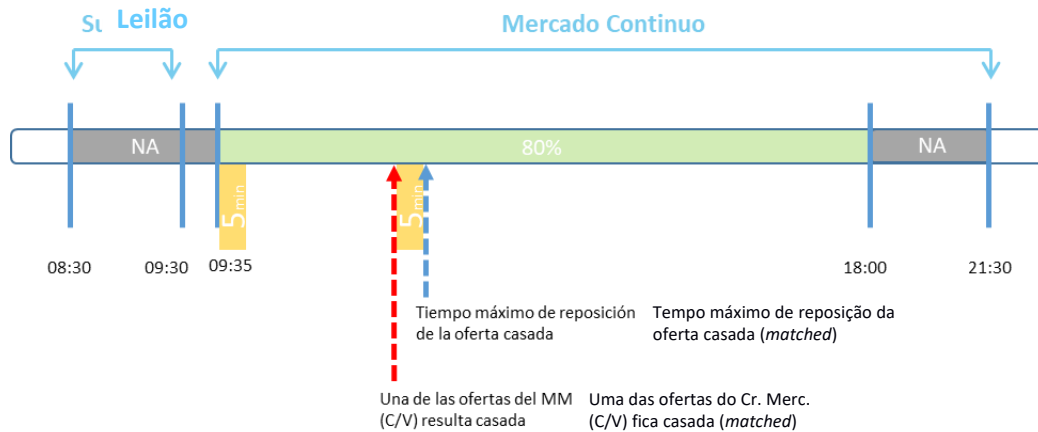 Leilão
Mercado Continuo
NA
80%
NA
5 min
5 min
08:30
09:30
09:35
18:00
21:30
Tiempo máximo de reposición
de la oferta casada
Tempo máximo de reposição da
oferta casada (matched)
Una de las ofertas del MM
(C/V) resulta casada
Uma das ofertas do Cr. Merc.
(C/V) fica casada (matched)